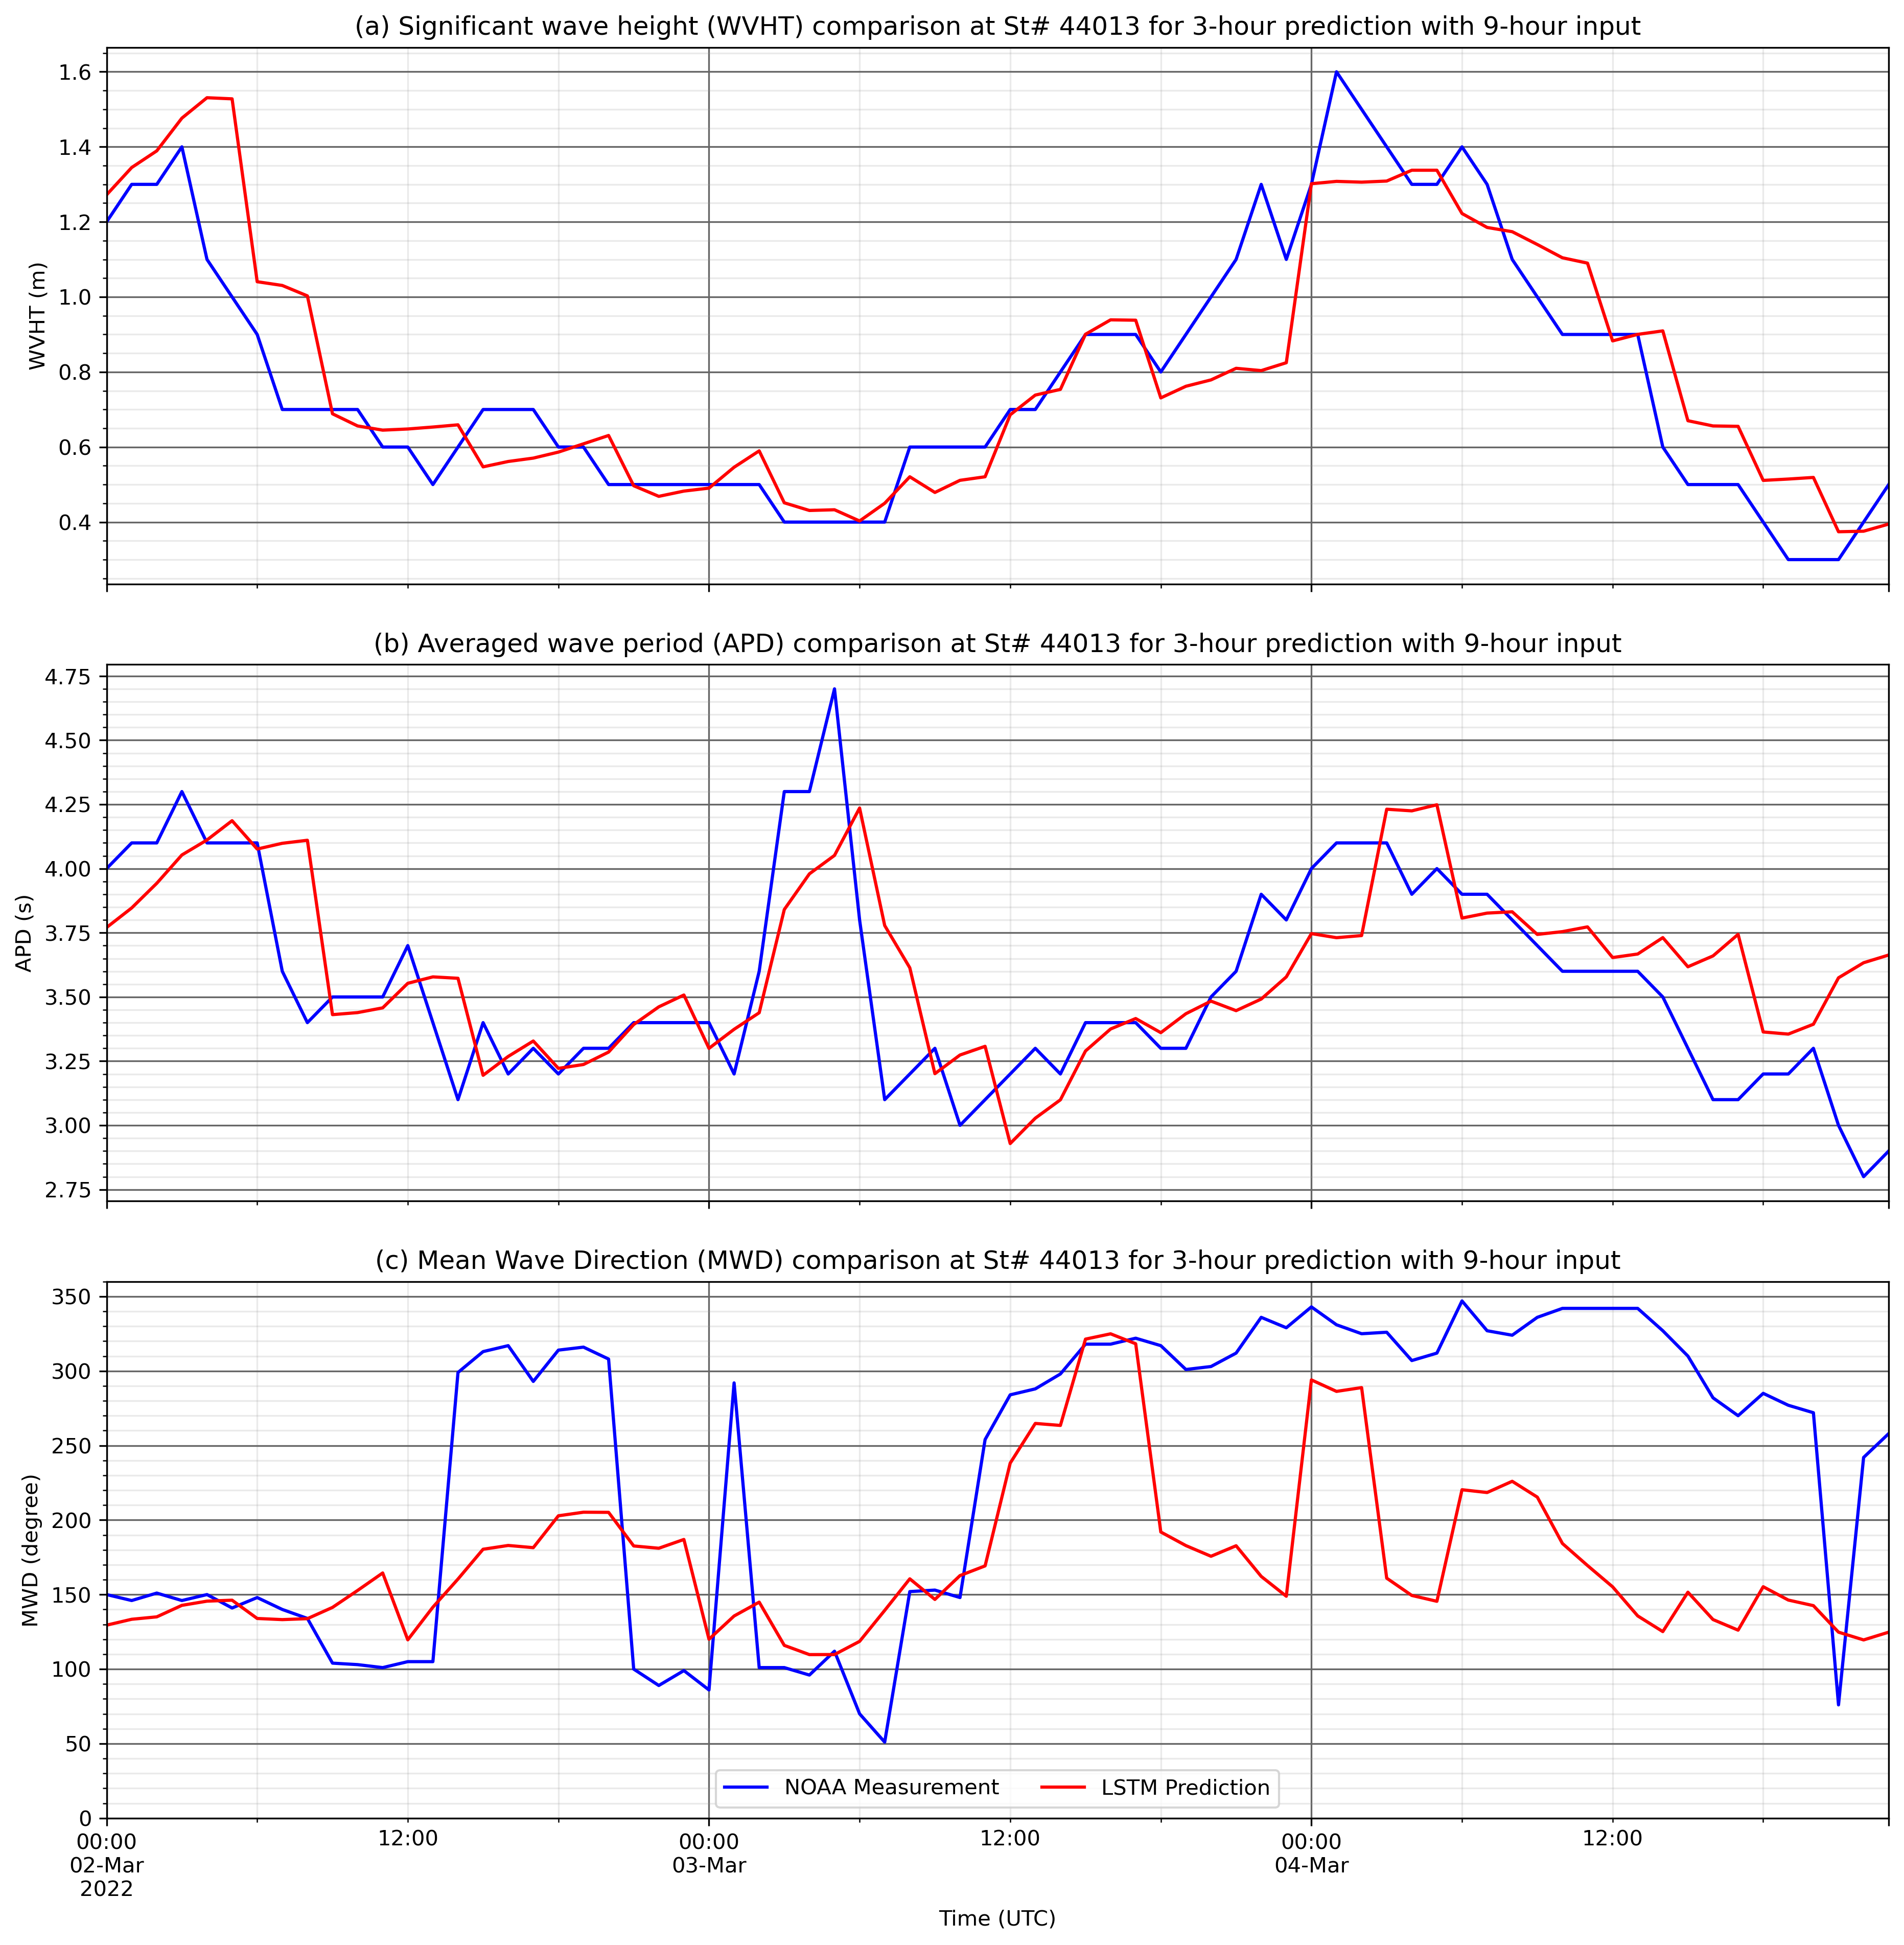 (a) Significant wave height (WVHT) comparison at St# 44013 for 3-hour prediction with 9-hour input
WVHT (m)
1.6
1.4
1.2
1.0
0.8
0.6
0.4
(b) Averaged wave period (APD) comparison at St# 44013 for 3-hour prediction with 9-hour input
APD (s)
4.75
4.50
4.25
4.00
3.75
3.50
3.25
3.00
2.75
(c) Mean Wave Direction (MWD) comparison at St# 44013 for 3-hour prediction with 9-hour input
MWD (degree)
350
300
250
200
150
100
50
0
NOAA Measurement LSTM Prediction
00:00 12:00 00:00 12:00 00:00 12:00
02-Mar 03-Mar 04-Mar
2022
Time (UTC)